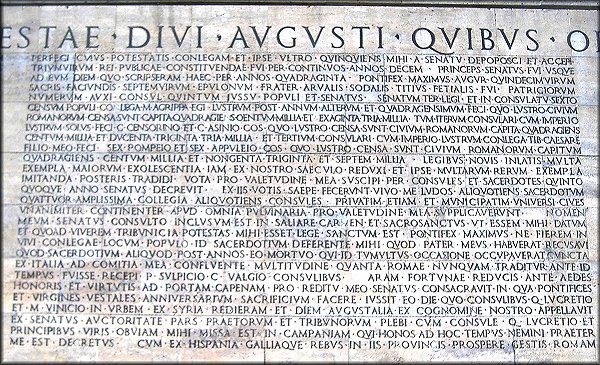 ESTAE · DIVI · AVGVSTI · QVIBVS · O
PERFECI CVIVS · POTESTATIS · CONLEGAM · ET · IPSE · VLTRO · QVINQVIENS · MIHI · A · SENATV · DEPOPOSCI · ET · ACCEPI
TRIVMVIRVM · REI · PVBLICAE · CONSTITVENDAE · FVI · PER · CONTINVOS · ANNOS · DECEM · PRINCEPS · SENATVS · FVI · VSQVE
AD · EVM · DIEM · QVO · SCRIPSERAM · HAEC · PER · ANNOS · QVADRAGINTA · PONTIFEX · MAXIMVS · AVGVR · QVINDECIMVIRVM
SACRIS · FACIVNDIS · SEPTEMVIRVM · EPVLONVM · FRATER · ARVALIS · SODALIS · TITIVS · FETIALIS · FVI · PATRICIORVM
NVMERVM · AVXI · CONSVL · QVINTVM · IVSSV · POPVLI · ET · SENATVS · SENATVM · TER · LEGI · ET · IN · CONSVLATV · SEXTO
CENSVM · POPVLI · CONLEGA · M · AGRIPPA · EGI · LVSTRVM · POST · ANNVM · ALTERVM · ET · QVADRAGENSIMVM · FECI · QVO · LVSTRO · CIVIVM
ROMANORVM · CENSA · SVNT · CAPITA · QVADRAGIENS · CENTVM · MILLIA · ET · SEXAGINTA · TRIA · MILLIA · TVM · ITERVM · CONSVLARI · CVM · IMPERIO
LVSTRVM · SOLVS · FECI · C · CENSORINO · ET · C · ASINIO · COS · QVO · LVSTRO · CENSA · SVNT · CIVIVM · ROMANORVM · CAPITA · QVADRAGIENS
CENTVM · MILLIA · ET · DVCENTA · TRIGINTA · TRIA · MILLIA · ET · TERTIVM · CONSVLARI · CVM · IMPERIO · LVSTRVM · CONLEGA · TIB · CAESARE
FILIO · MEO · FECI · SEX · POMPEIO · ET · SEX · APPVLEIO · COS · QVO · LVSTRO · CENSA · SVNT · CIVIVM · ROMANORVM · CAPITVM
QVADRAGIENS · CENTVM · MILLIA · ET · NONGENTA · TRIGINTA · ET · SEPTEM · MILLIA · LEGIBVS · NOVIS · INLATIS · MVLTA
EXEMPLA · MAIORVM · EXOLESCENTIA · IAM · EX · NOSTRO · SAECVLO · REDVXI · ET · IPSE · MVLTARVM · RERVM · EXEMPLA
IMITANDA · POSTERIS · TRADIDI · VOTA · PRO · VALETVDINE · MEA · SVSCIPI · PER · CONSVLES · ET · SACERDOTES · QVINTO
QVOQVE · ANNO · SENATVS · DECREVIT · EX · IIS · VOTIS · SAEPE · FECERVNT · VIVO · ME · LVDOS · ALIQVOTIENS · SACERDOTVM
QVATTVOR · AMPLISSIMA · COLLEGIA · ALIQVOTIENS · CONSVLES · PRIVATIM · ETIAM · ET · MVNICIPATIM · VNIVERSI · CIVES
VNANIMITER · CONTINENTER · APVD · OMNIA · PVLVINARIA · PRO · VALETVDINE · MEA · SVPPLICAVERVNT · NOMEN
MEVM · SENATVS · CONSVLTO · INCLVSVM · EST · IN · SALIARE · CARMEN · ET · SACROSANCTVS · VT · ESSEM · MIHI · DATVM
ET · QVOAD · VIVEREM · TRIBVNICIA · POTESTAS · MIHI · ESSET · LEGE · SANCTVM · EST · PONTIFEX · MAXIMVS · NE · FIEREM · IN
VIVI · CONLEGAE · LOCVM · POPVLO · ID · SACERDOTIVM · DEFERENTE · MIHI · QVOD · PATER · MEVS · HABVERAT · RECVSAVI
QVOD · SACERDOTIVM · ALIQVOD · POST · ANNOS · EO · MORTVO · QVI · ID · TVMVLTVS · OCCASIONE · OCCVPAVERAT · CVNCTA
EX · ITALIA · AD · COMITIA · MEA · CONFLVENTE · MVLTITVDINE · QVANTA · ROMAE · NVNQVAM · TRADITVR · ANTE · ID
TEMPVS · FVISSE · RECEPI · P · SVLPICIO · C · VALGIO · CONSVLIBVS · ARAM · FORTVNAE · REDVCIS · ANTE · AEDES
HONORIS · ET · VIRTVTIS · AD · PORTAM · CAPENAM · PRO · REDITV · MEO · SENATVS · CONSACRAVIT · IN · QVA · PONTIFICES
ET · VIRGINES · VESTALES · ANNIVERSARIVM · SACRIFICIVM · FACERE · IVSSIT · EO · DIE · QVO · CONSVLIBVS · Q · LVCRETIO
ET · M · VINICIO · IN · VRBEM · EX · SYRIA · REDIERAM · ET · DIEM · AVGVSTALIA · EX · COGNOMINE · NOSTRO · APPELLAVIT
EX · SENATVS · AVCTORITATE · PARS · PRAETORVM · ET · TRIBVNORVM · PLEBI · CVM · CONSVLE · Q · LVCRETIO · ET
PRINCIPIBVS · VIRIS · OBVIAM · MIHI · MISSA · EST · IN · CAMPANIAM · QVI · HONOS · AD · HOC · TEMPVS · NEMINI · PRAETER
ME · EST · DECRETVS · CVM · EX · HISPANIA · GALLIAQVE · REBVS · IN · IIS · PROVINCIS · PROSPERE · GESTIS · ROMAM